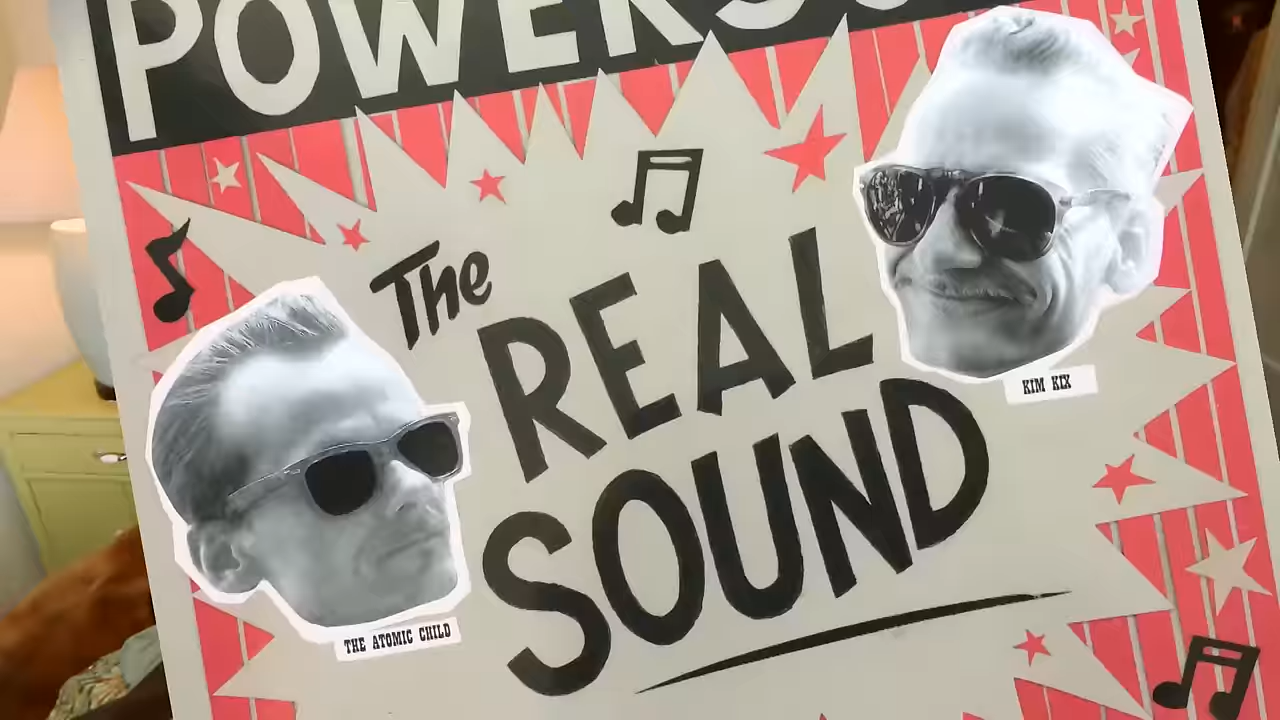 The
REAL
SOUND
KIM KIX
THE ATOMIC CHILD